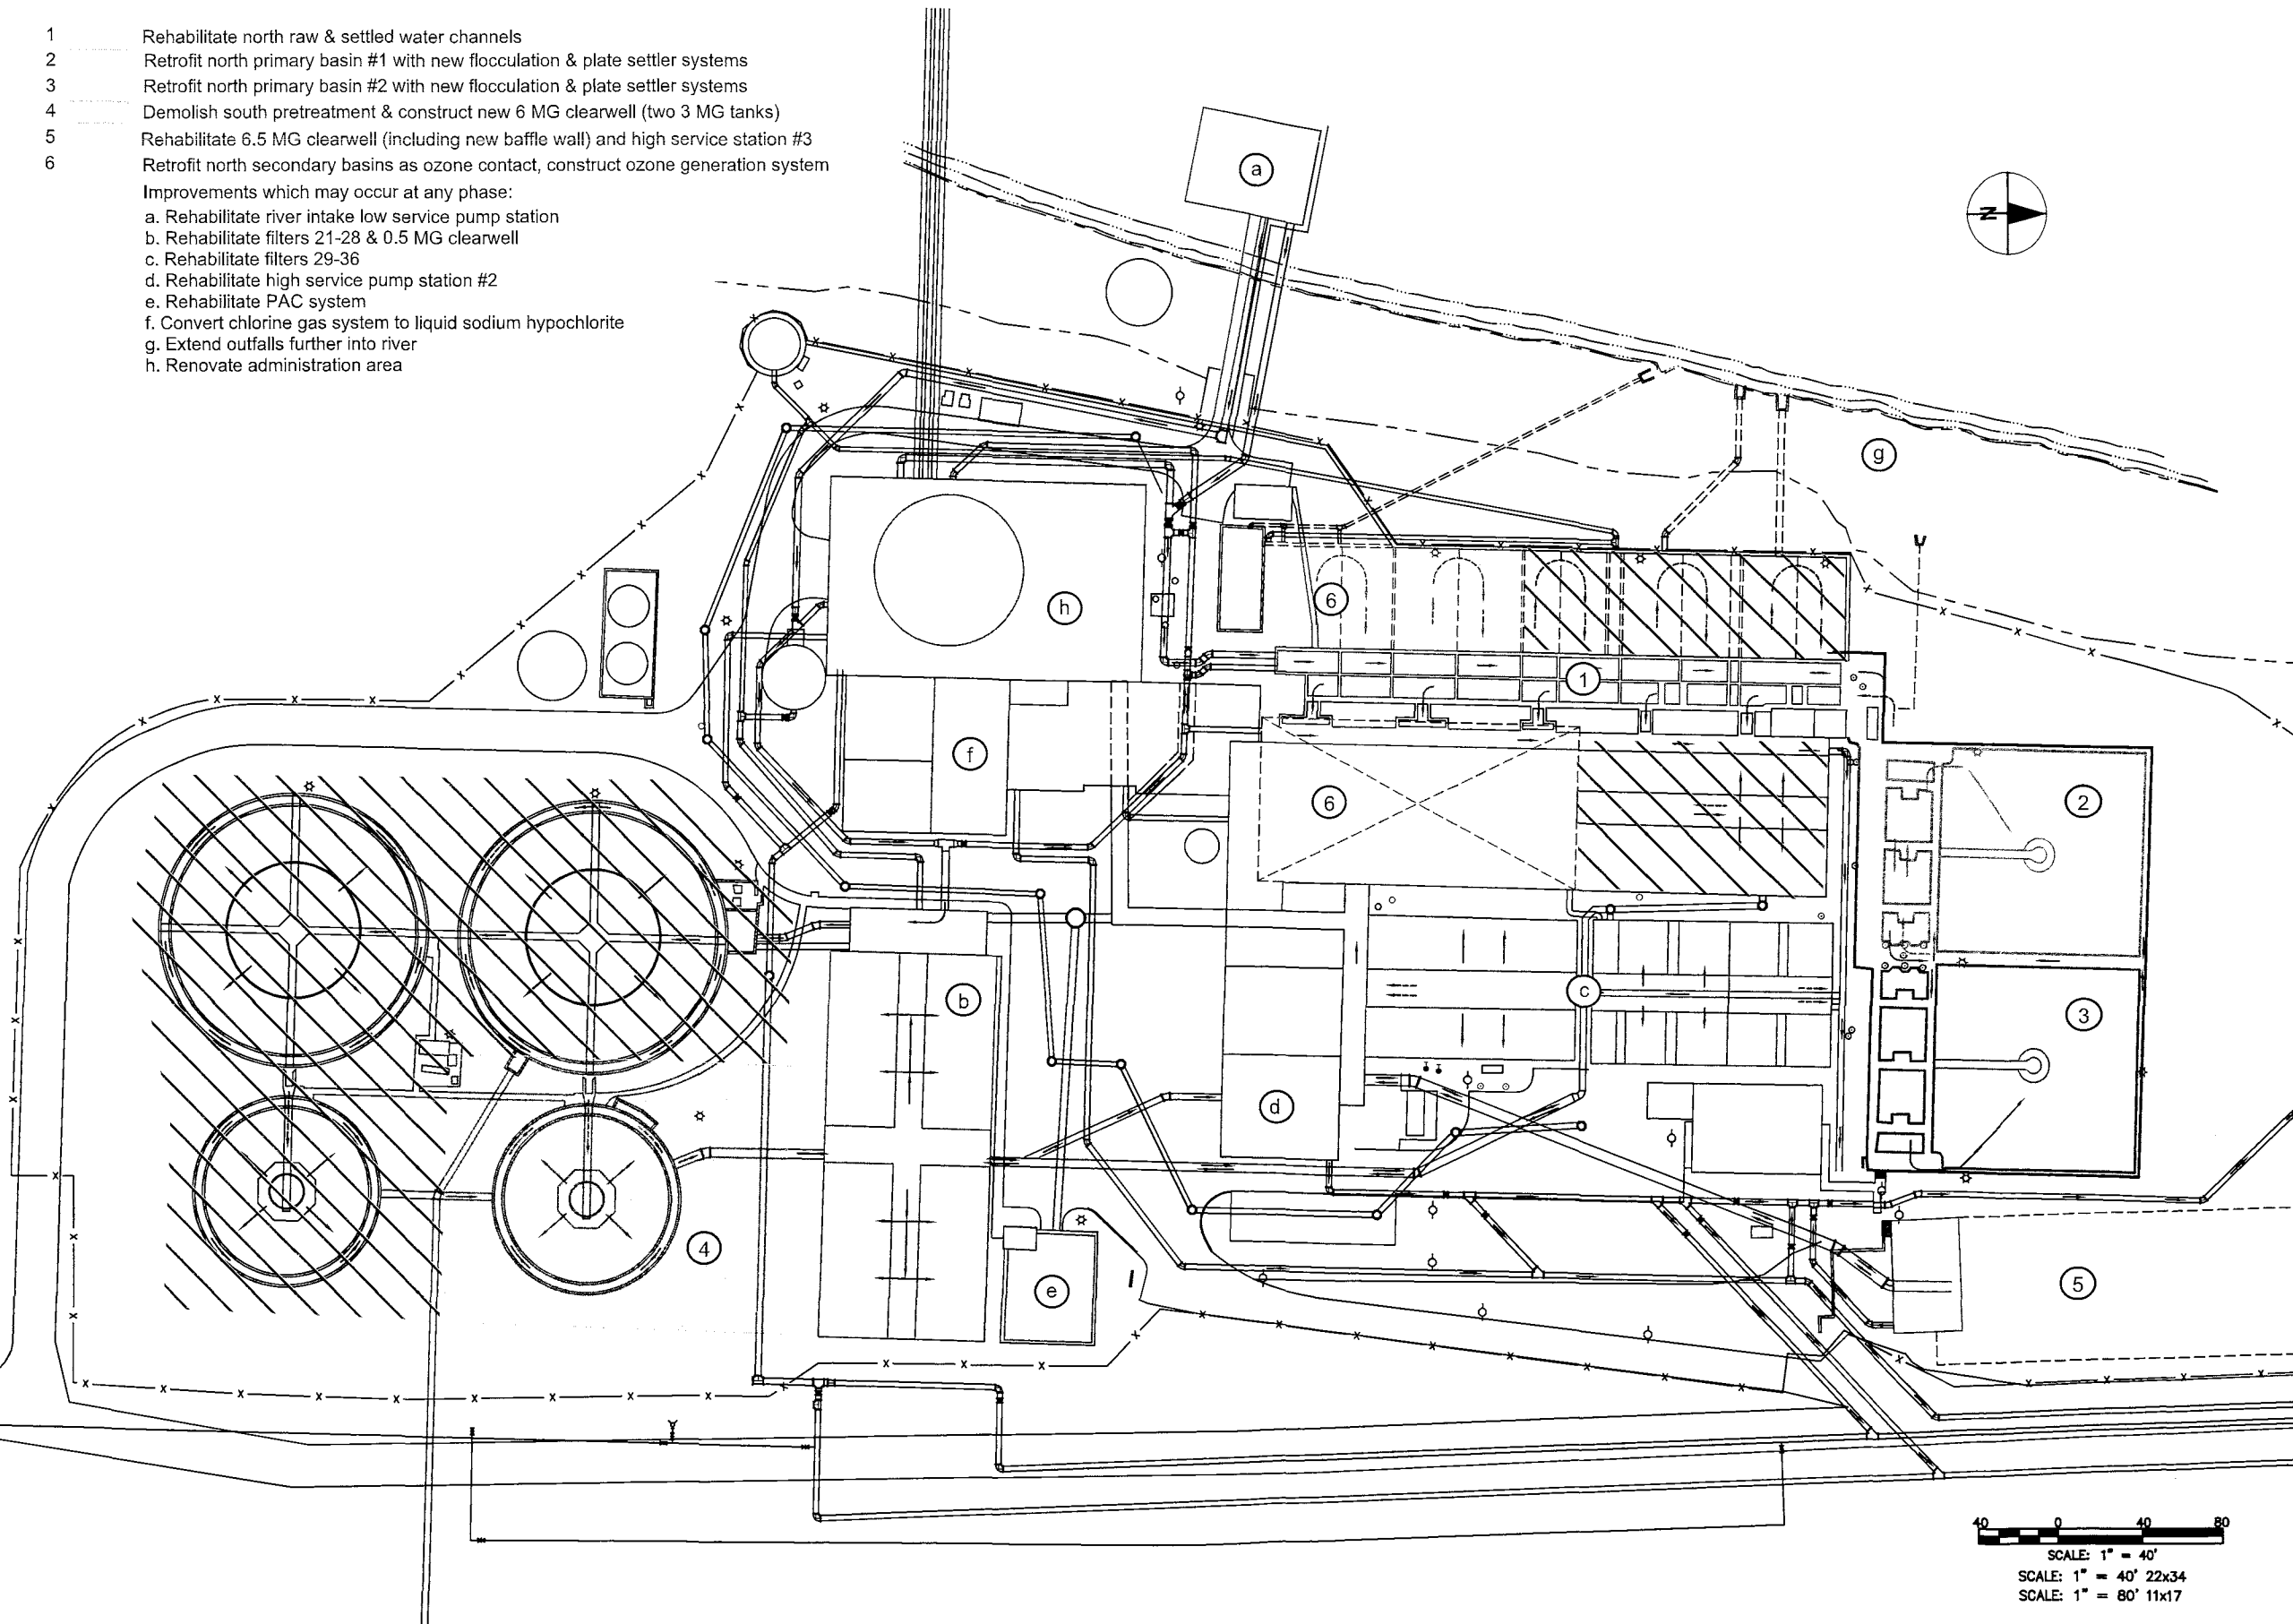 1 Rehabilitate north raw & settled water channels
2 Retrofit north primary basin #1 with new flocculation & plate settler systems
3 Retrofit north primary basin #2 with new flocculation & plate settler systems
4 Demolish south pretreatment & construct new 6 MG clearwell (two 3 MG tanks)
5 Rehabilitate 6.5 MG clearwell (including new baffle wall) and high service station #3
6 Retrofit north secondary basins as ozone contact, construct ozone generation system
Improvements which may occur at any phase:
a. Rehabilitate river intake low service pump station
b. Rehabilitate filters 21-28 & 0.5 MG clearwell
c. Rehabilitate filters 29-36
d. Rehabilitate high service pump station #2
e. Rehabilitate PAC system
f. Convert chlorine gas system to liquid sodium hypochlorite
g. Extend outfalls further into river
h. Renovate administration area
a
N
g
6
h
1
f
6
2
b
c
3
d
4
e
5
40 0 40 80
SCALE: 1" = 40'
SCALE: 1" = 40' 22x34
SCALE: 1" = 80' 11x17